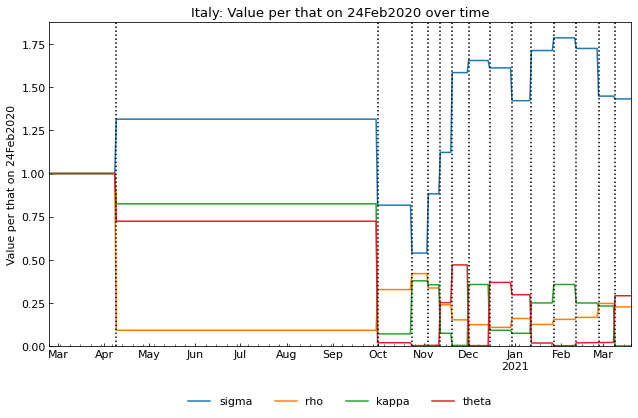 Italy: Value per that on 24Feb2020 over time
Value per that on 24Feb2020
1.75
1.50
1.25
1.00
0.75
0.50
0.25
0.00
Mar Apr May Jun Jul Aug Sep Oct Nov Dec Jan Feb Mar
2021
sigma rho kappa theta